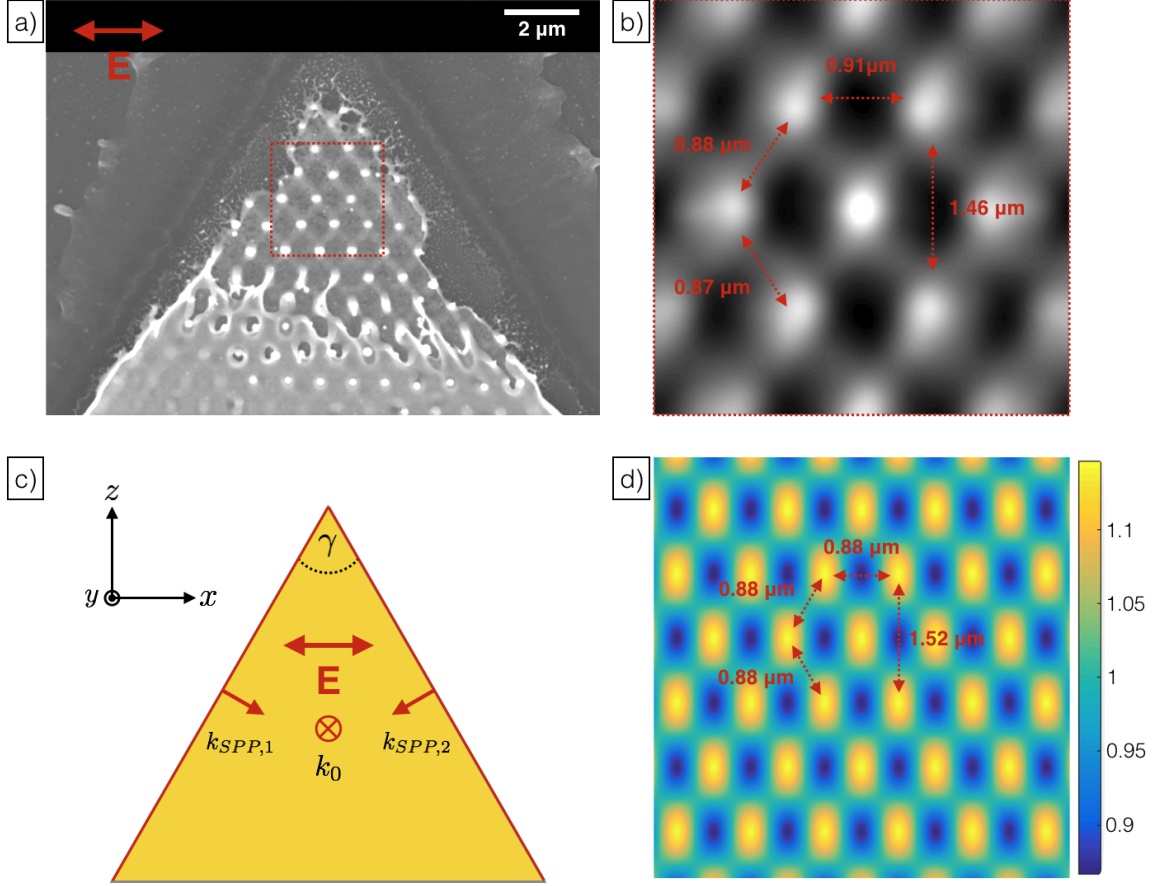 a)
E
2 µm
b)
0.91µm
0.88 µm
1.46 µm
0.87 µm
c)
z
y
x
γ
E
k_{SPP,1}
k_{SPP,2}
k_0
d)
0.88 µm
0.88 µm
1.52 µm
0.88 µm
1.1
1.05
1
0.95
0.9